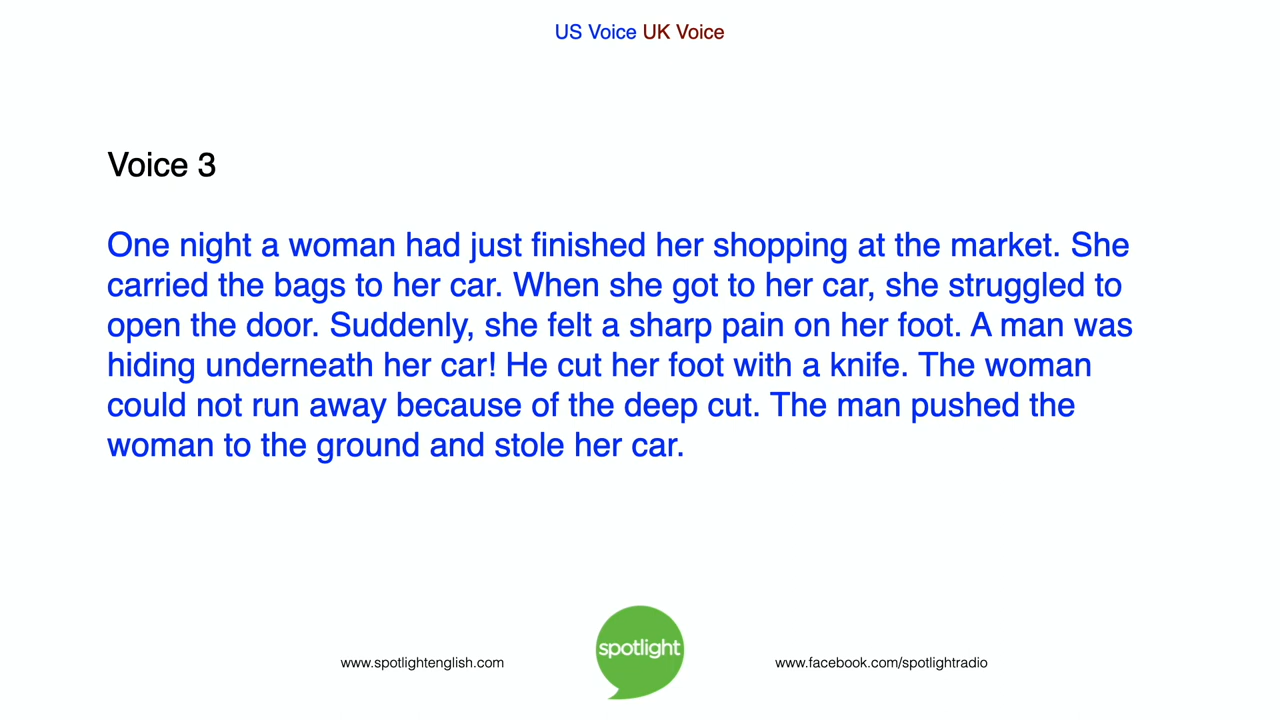 US Voice UK Voice
Voice 3
One night a woman had just finished her shopping at the market. She
carried the bags to her car. When she got to her car, she struggled to
open the door. Suddenly, she felt a sharp pain on her foot. A man was
hiding underneath her car! He cut her foot with a knife. The woman
could not run away because of the deep cut. The man pushed the
woman to the ground and stole her car.
spotlight
www.spotlightenglish.com
www.facebook.com/spotlightradio